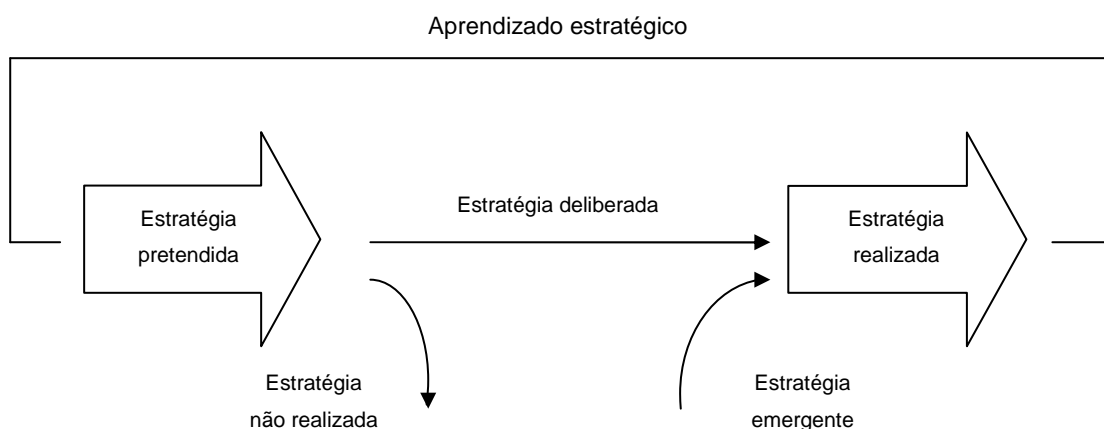 Aprendizado estratégico
Estratégia
pretendida
Estratégia deliberada
Estratégia
realizada
Estratégia
não realizada
Estratégia
emergente